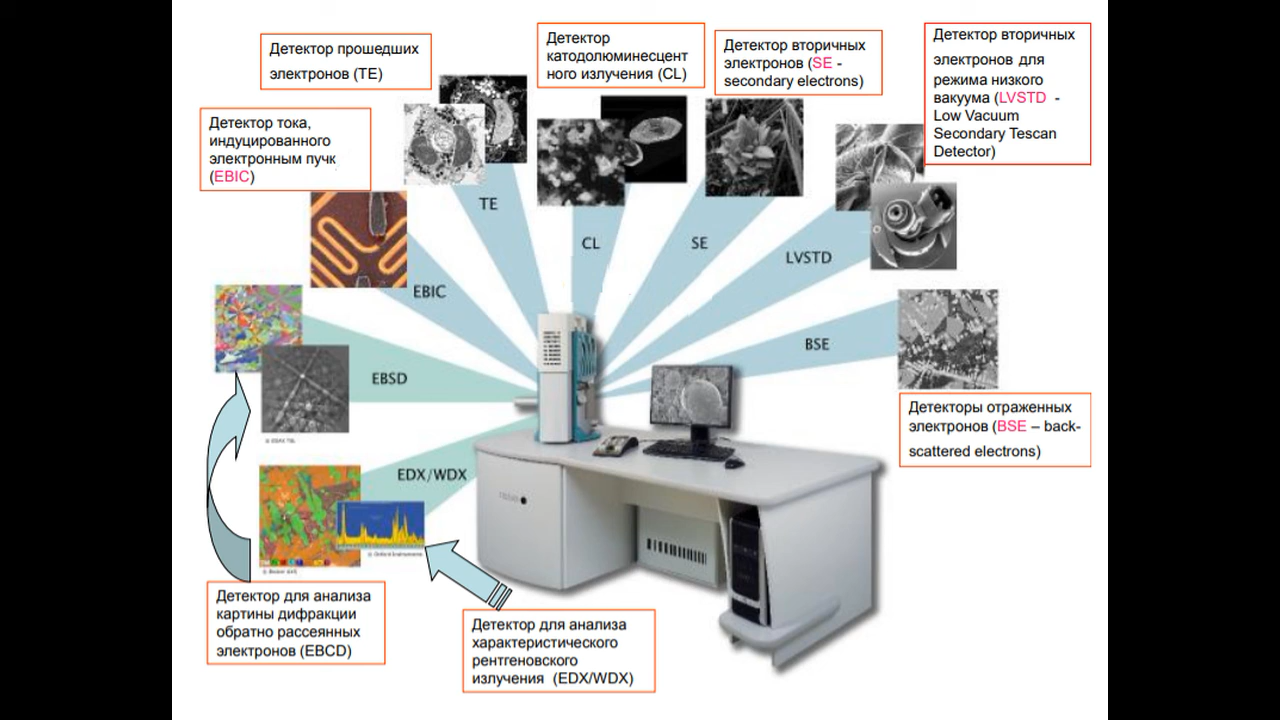 Детектор прошедших
электронов (TE)
Детектор
катодолюминесцент
ного излучения (CL)
Детектор вторичных
электронов (SE -
secondary electrons)
Детектор вторичных
электронов для
режима низкого
вакуума (LVSTD -
Low Vacuum
Secondary Tescan
Detector)
Детектор тока,
индуцированного
электронным пучк
(EBIC)
TE
CL
SE
LVSTD
EBIC
BSE
EBSD
EDX/WDX
Детекторы отраженных
электронов (BSE – back-
scattered electrons)
Детектор для анализа
картины дифракции
обратно рассеянных
электронов (EBCD)
Детектор для анализа
характеристического
рентгеновского
излучения (EDX/WDX)